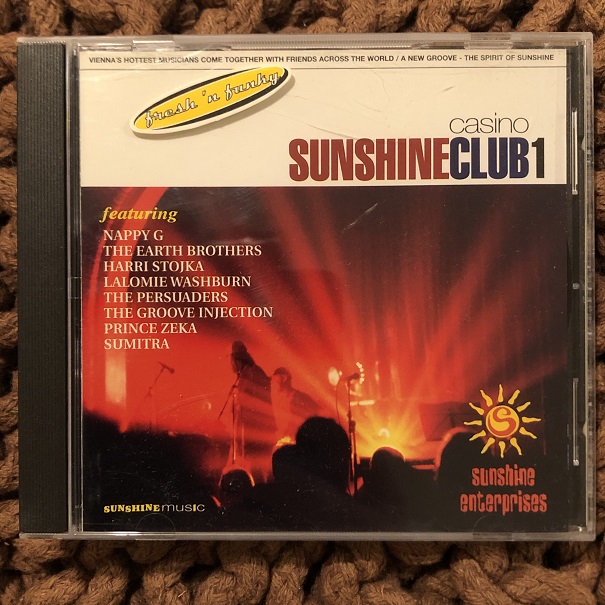 VIENNA'S HOTTEST MUSICIANS COME TOGETHER WITH FRIENDS ACROSS THE WORLD / A NEW GROOVE - THE SPIRIT OF SUNSHINE
fresh 'n funky
casino
SUNSHINECLUB1
featuring
NAPPY G
THE EARTH BROTHERS
HARRI STOJKA
LALOMIE WASHBURN
THE PERSUADERS
THE GROOVE INJECTION
PRINCE ZEKA
SUMITRA
S
sunshine
enterprises
SUNSHINEmusic